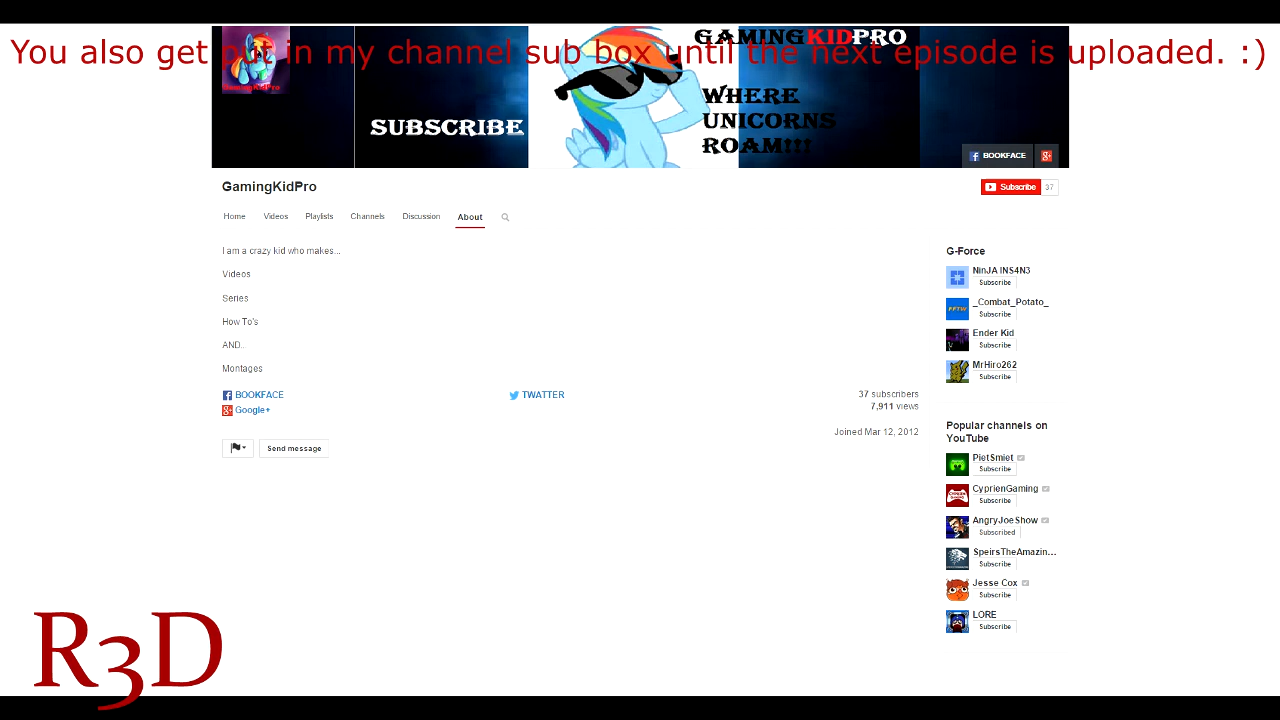 You also get put in my channel sub box until the next episode is uploaded. :)
GamingKidPro
SUBSCRIBE
GAMINGKIDPRO
WHERE
UNICORNS
ROAM!!!
BOOKFACE
GamingKidPro
Subscribe 37
Home Videos Playlists Channels Discussion About
I am a crazy kid who makes...
Videos
Series
How To's
AND...
Montages
BOOKFACE TWATTER
Google+
37 subscribers
7,911 views
Joined Mar 12, 2012
Send message
G-Force
NinJA INS4N3
Subscribe
_Combat_Potato_
Subscribe
Ender Kid
Subscribe
MrHiro262
Subscribe
Popular channels on
YouTube
PietSmiet
Subscribe
CyprienGaming
Subscribe
AngryJoeShow
Subscribed
SpeirsTheAmazin...
Subscribe
Jesse Cox
Subscribe
LORE
Subscribe
R3D